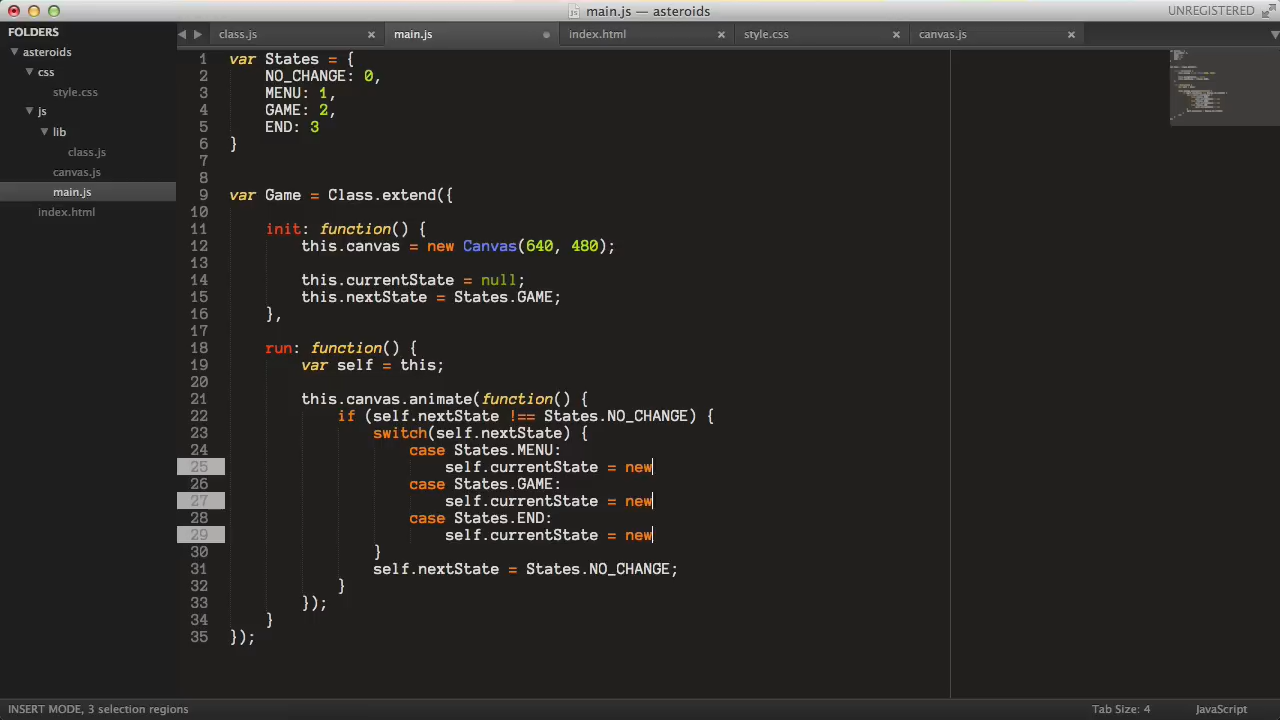 main.js — asteroids
UNREGISTERED
FOLDERS
asteroids
css
style.css
js
lib
class.js
canvas.js
main.js
index.html
class.js
main.js
index.html
style.css
canvas.js
1 var States = {
2     NO_CHANGE: 0,
3     MENU: 1,
4     GAME: 2,
5     END: 3
6 }
7
8
9 var Game = Class.extend({
10
11     init: function() {
12         this.canvas = new Canvas(640, 480);
13
14         this.currentState = null;
15         this.nextState = States.GAME;
16     },
17
18     run: function() {
19         var self = this;
20
21         this.canvas.animate(function() {
22             if (self.nextState !== States.NO_CHANGE) {
23                 switch(self.nextState) {
24                     case States.MENU:
25                         self.currentState = new
26                     case States.GAME:
27                         self.currentState = new
28                     case States.END:
29                         self.currentState = new
30                 }
31                 self.nextState = States.NO_CHANGE;
32             }
33         });
34     }
35 });
INSERT MODE, 3 selection regions
Tab Size: 4
JavaScript